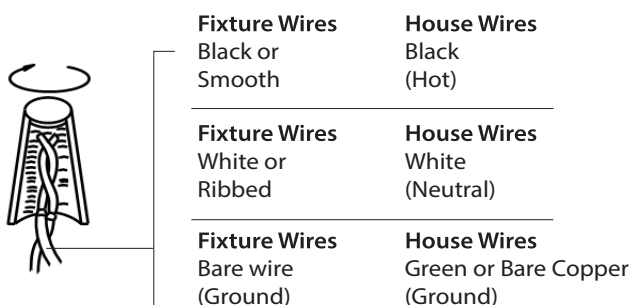 Fixture Wires House Wires
Black or Black
Smooth (Hot)
Fixture Wires House Wires
White or White
Ribbed (Neutral)
Fixture Wires House Wires
Bare wire Green or Bare Copper
(Ground) (Ground)